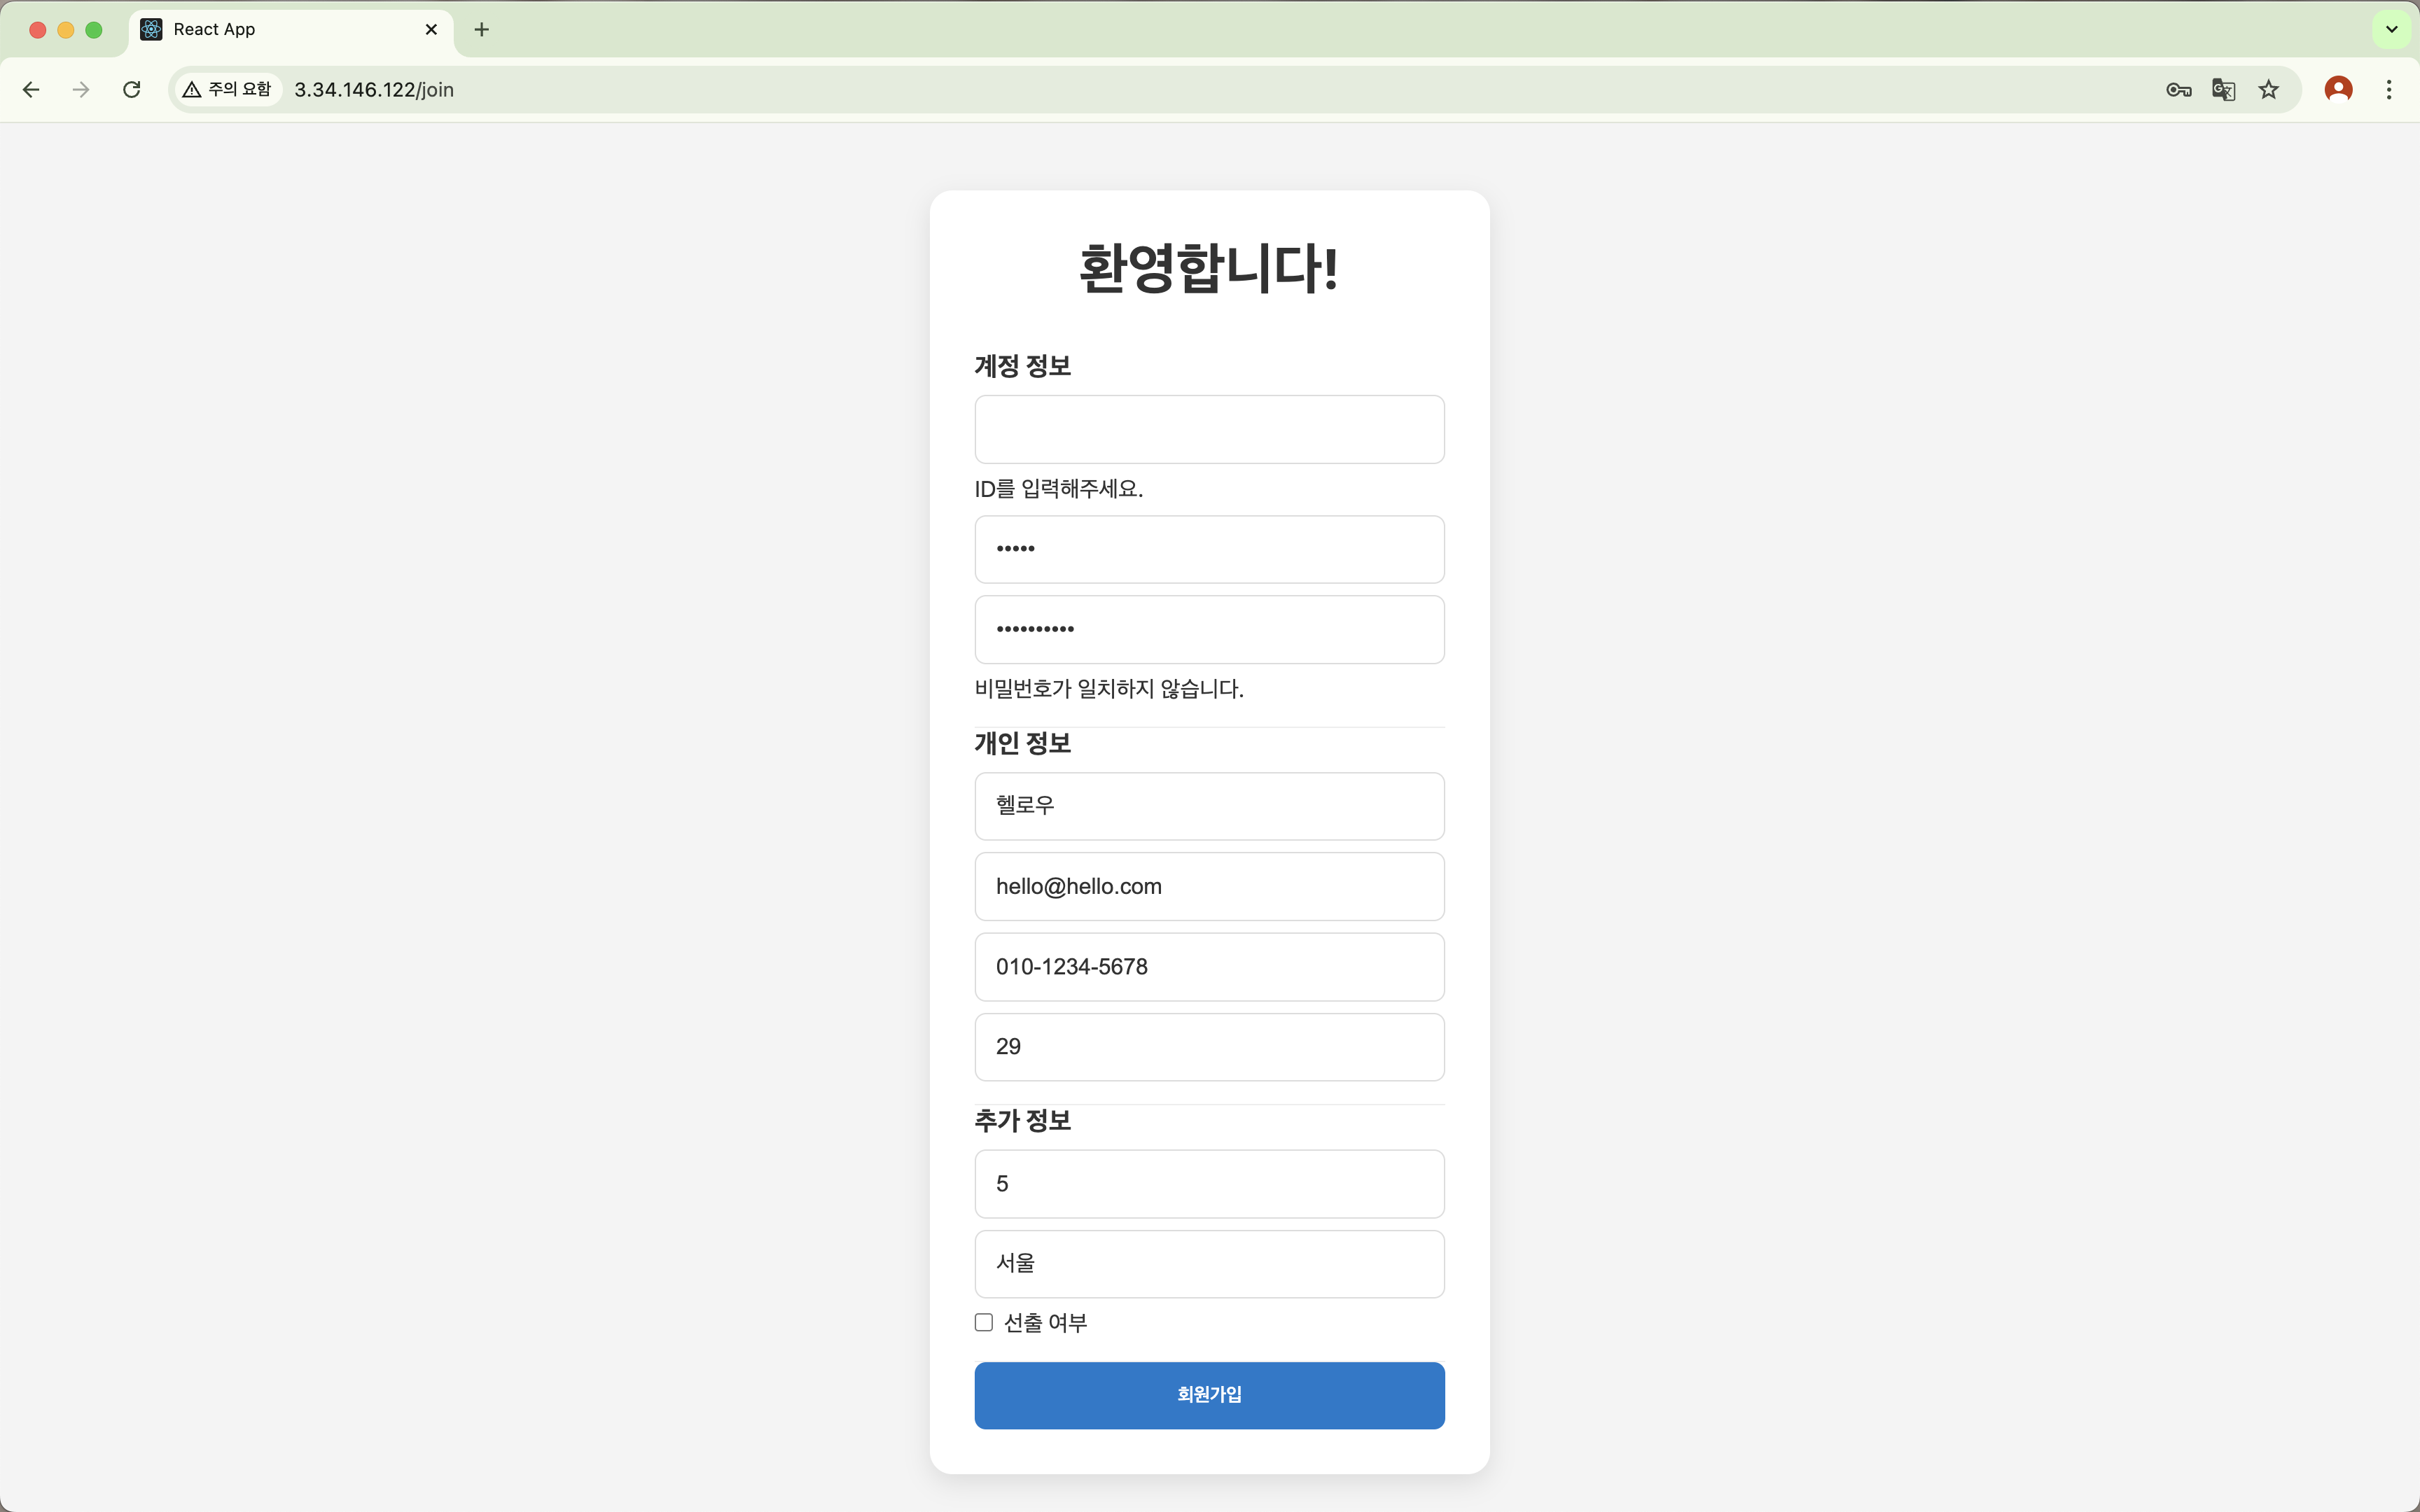 React App
주의 요함 3.34.146.122/join
환영합니다!
계정 정보
ID를 입력해주세요.
•••••
••••••••••
비밀번호가 일치하지 않습니다.
개인 정보
헬로우
hello@hello.com
010-1234-5678
29
추가 정보
5
서울
선출 여부
회원가입